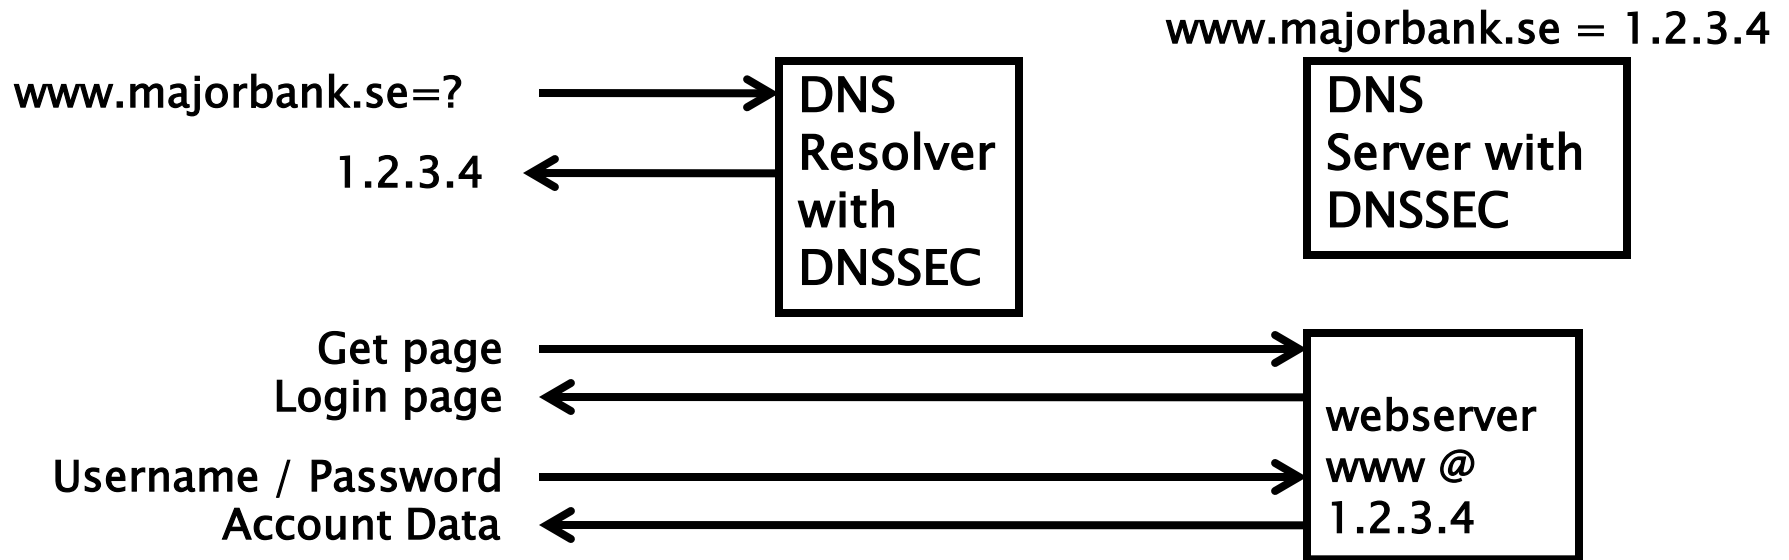 www.majorbank.se = 1.2.3.4
www.majorbank.se=?
1.2.3.4
DNS
Resolver
with
DNSSEC
DNS
Server with
DNSSEC
Get page
Login page
Username / Password
Account Data
webserver
www @
1.2.3.4